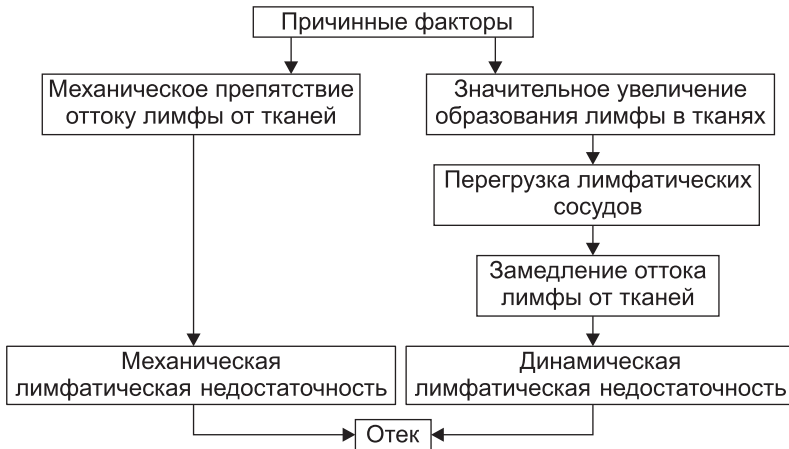 Причинные факторы
Механическое препятствие
оттоку лимфы от тканей
Значительное увеличение
образования лимфы в тканях
Перегрузка лимфатических
сосудов
Замедление оттока
лимфы от тканей
Механическая
лимфатическая недостаточность
Динамическая
лимфатическая недостаточность
Отек